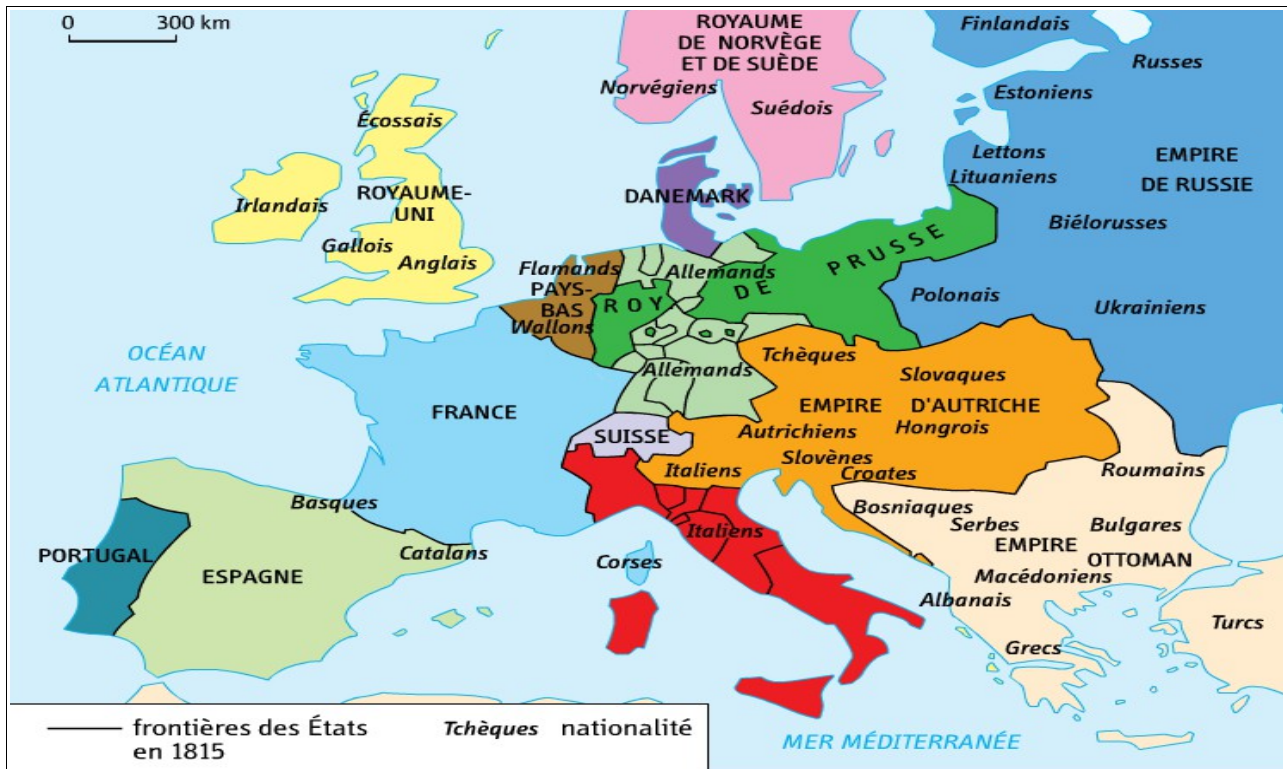 0 300 km
ROYAUME
DE NORVÈGE
ET DE SUÈDE
Norvégiens
Suédois
Finlandais
Russes
Estoniens
Lettons
Lituaniens
EMPIRE
DE RUSSIE
Biélorusses
Polonais
Ukrainiens
Écossais
ROYAUME-
UNI
Irlandais
Gallois
Anglais
DANEMARK
Flamands
PAYS-
BAS
Wallons
Allemands
ROY. DE PRUSSE
Allemands
OCÉAN
ATLANTIQUE
FRANCE
SUISSE
Tchèques
Slovaques
EMPIRE D'AUTRICHE
Autrichiens
Hongrois
Slovènes
Italiens
Croates
Basques
Catalans
PORTUGAL
ESPAGNE
Corses
Italiens
Bosniaques
Serbes
Roumains
Bulgares
EMPIRE
OTTOMAN
Macédoniens
Albanais
Grecs
Turcs
MER MÉDITERRANÉE
frontières des États
en 1815
Tchèques nationalité